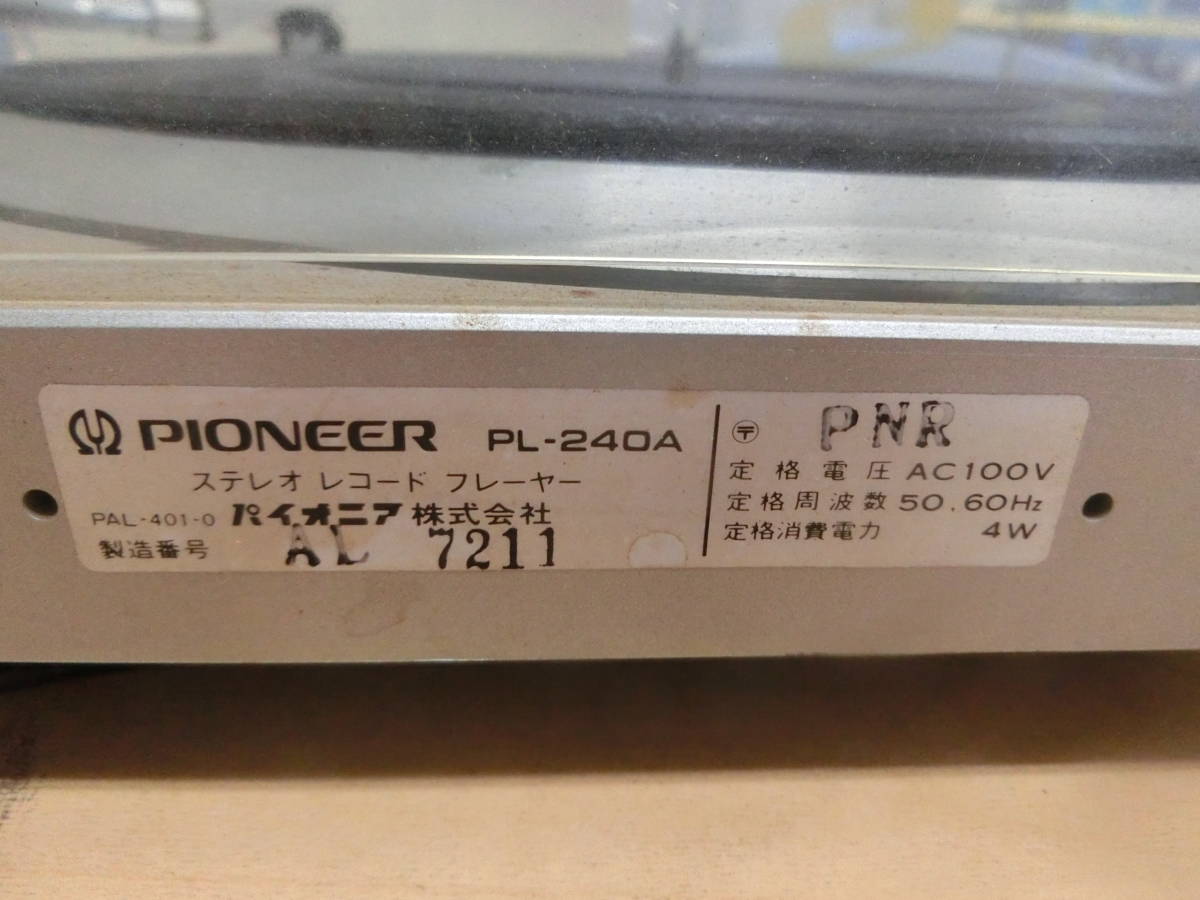 PIONEER PL-240A
ステレオ レコード プレーヤー
PAL-401-0 パイオニア株式会社
製造番号 AL 7211
〒 PNR
定格電圧 AC100V
定格周波数 50,60Hz
定格消費電力 4W